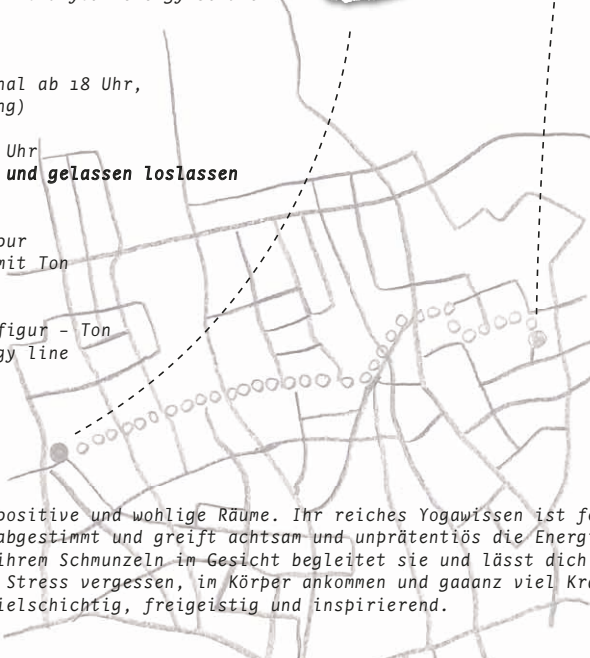 nal ab 18 Uhr,
ng)
Uhr
und gelassen loslassen
our
mit Ton
figur – Ton
gy line
positive und wohlige Räume. Ihr reiches Yogawissen ist f
abgestimmt und greift achtsam und unprätentiös die Energ
ihrem Schmunzeln im Gesicht begleitet sie und lässt dich
Stress vergessen, im Körper ankommen und gaaanz viel Kr
ielschichtig, freigeistig und inspirierend.